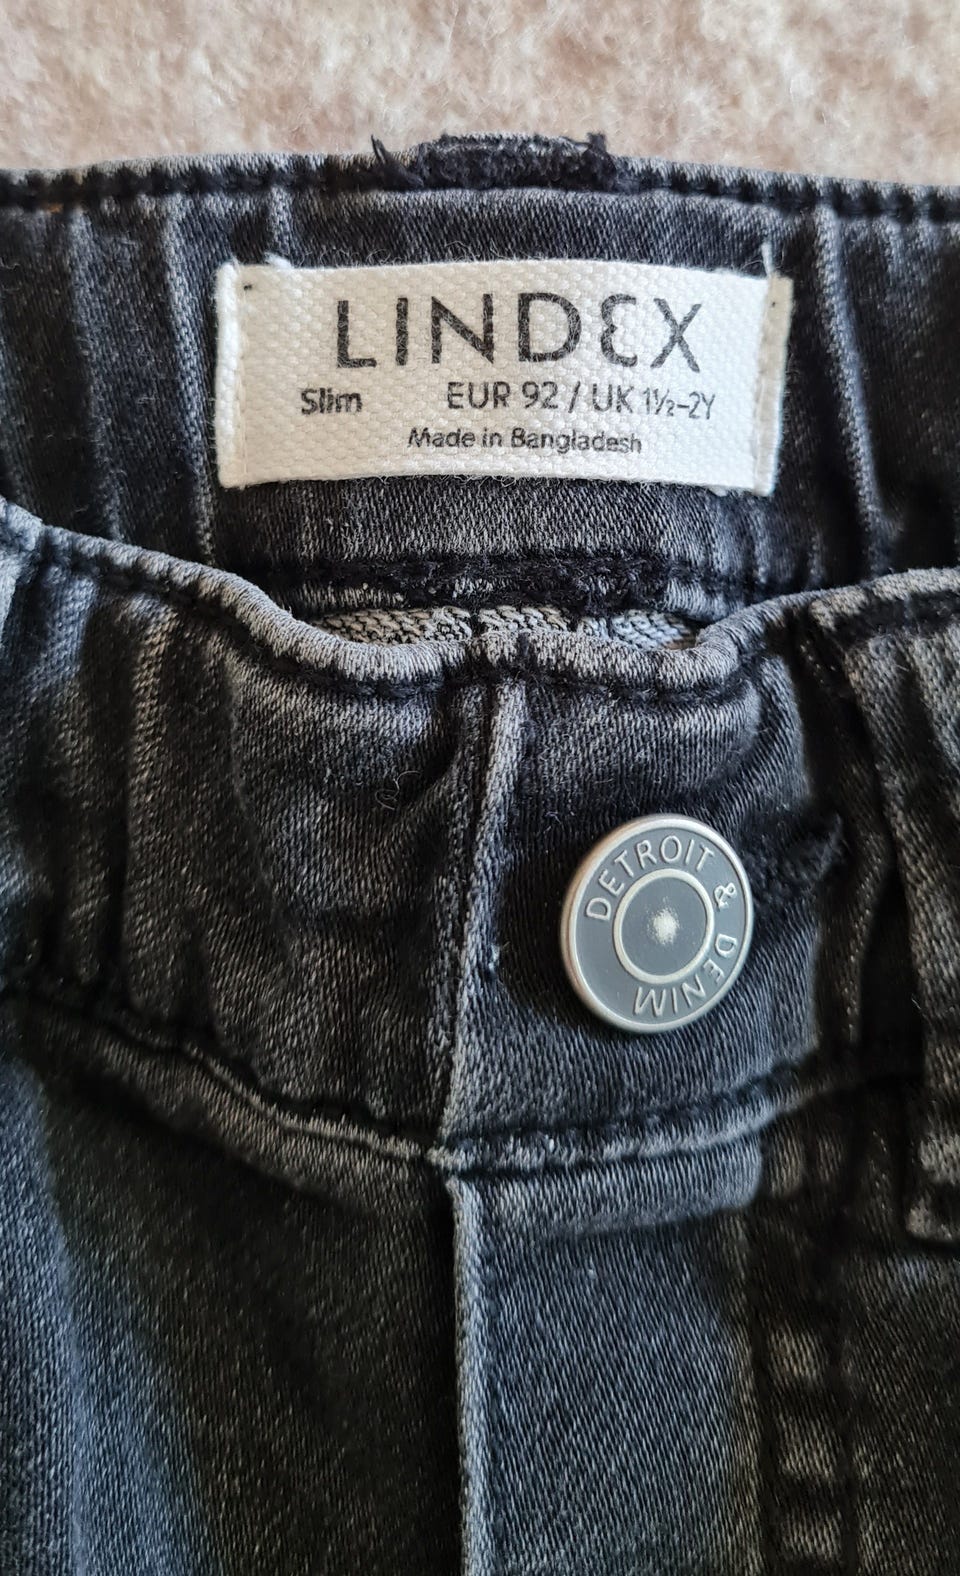 LINDEX
Slim EUR 92 / UK 1½-2Y
Made in Bangladesh
DETROIT & DENIM